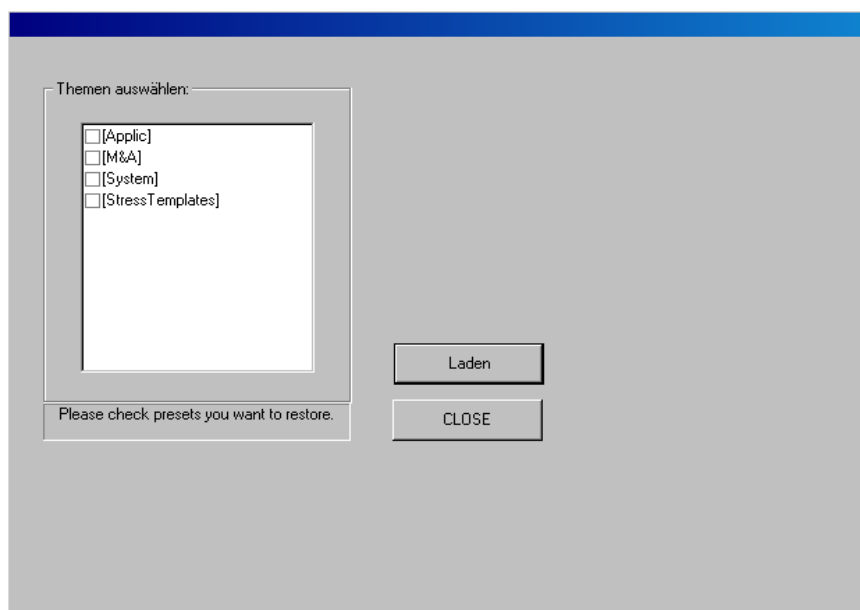 Themen auswählen:
[Applic]
[M&A]
[System]
[StressTemplates]
Laden
Please check presets you want to restore.
CLOSE